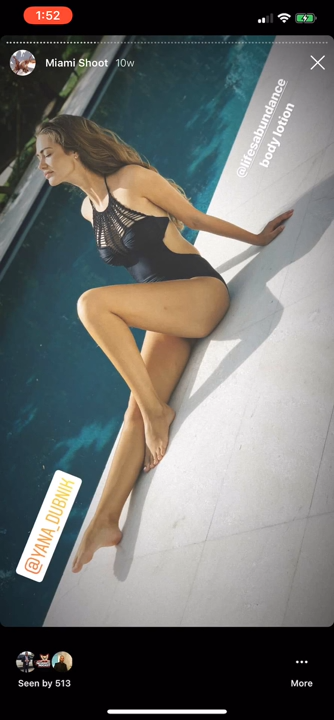 1:52
Miami Shoot 10w
@lifesabundance
body lotion
@YANA_DUBNIK
Seen by 513
More